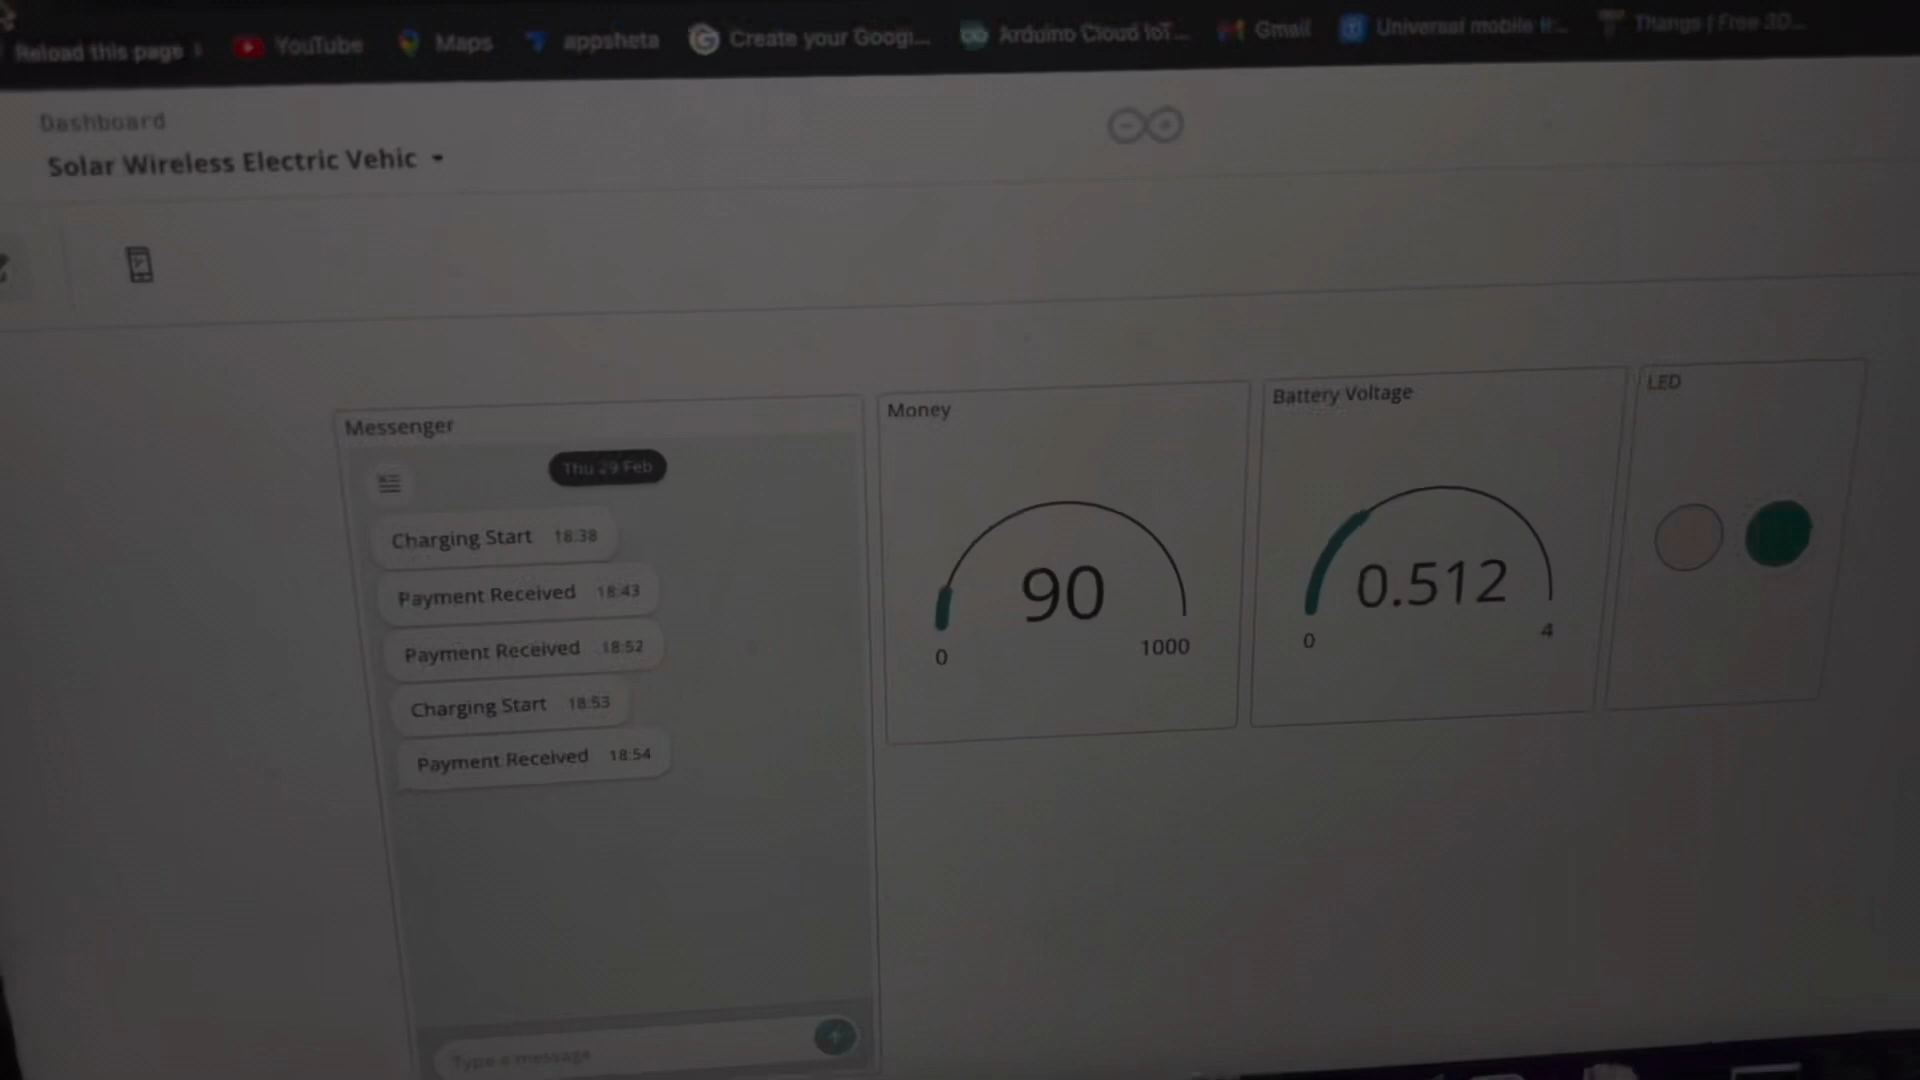 Reload this page
YouTube
Maps
appsheta
Create your Googl...
Arduino Cloud IoT...
Gmail
Universal mobile
Thangs | Free 3D...
Dashboard
Solar Wireless Electric Vehic
Messenger
Thu 29 Feb
Charging Start 18:38
Payment Received 18:43
Payment Received 18:52
Charging Start 18:53
Payment Received 18:54
Type a message
Money
90
0
1000
Battery Voltage
0.512
0
4
LED